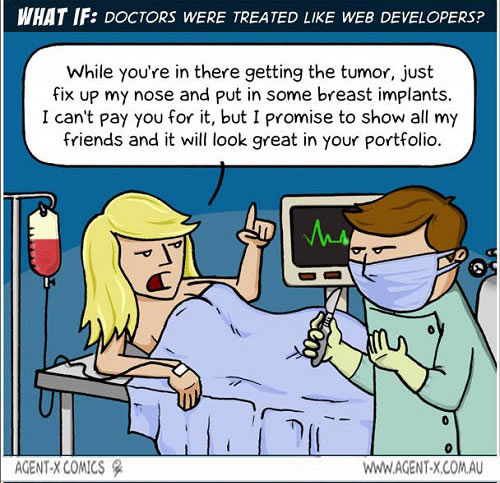 WHAT IF: DOCTORS WERE TREATED LIKE WEB DEVELOPERS?
While you're in there getting the tumor, just
fix up my nose and put in some breast implants.
I can't pay you for it, but I promise to show all my
friends and it will look great in your portfolio.
AGENT-X COMICS
WWW.AGENT-X.COM.AU